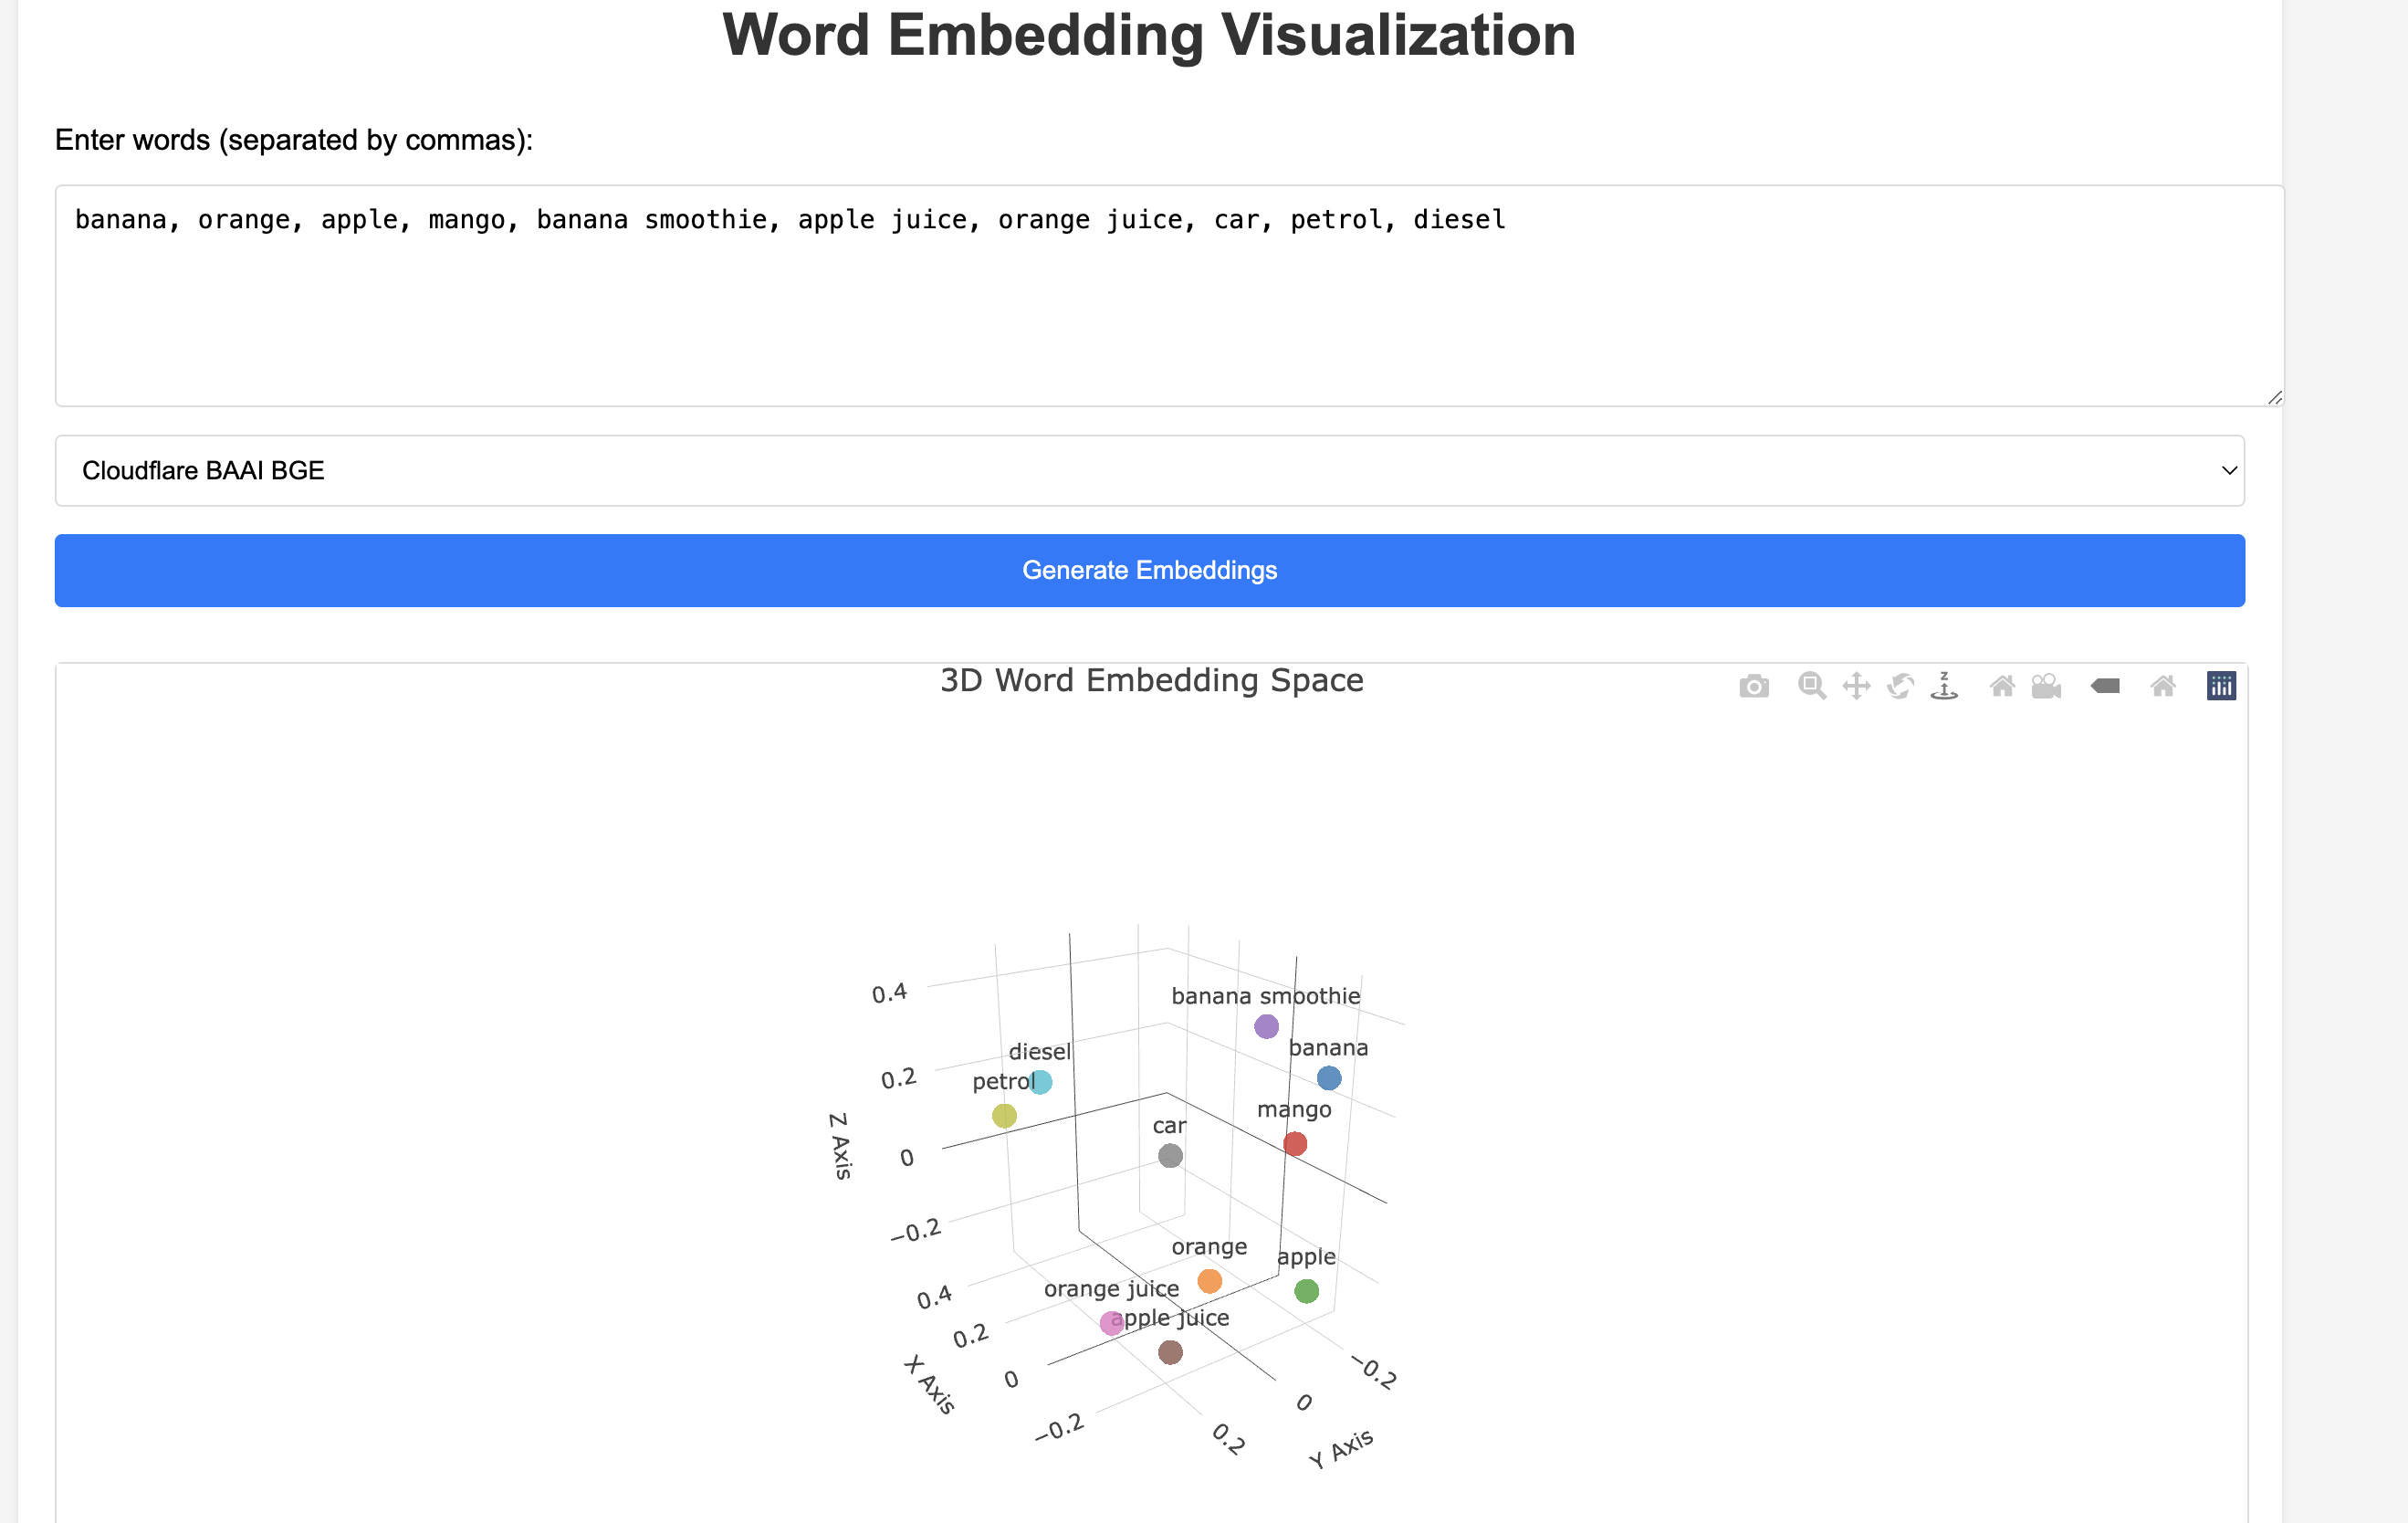 Word Embedding Visualization
Enter words (separated by commas):
banana, orange, apple, mango, banana smoothie, apple juice, orange juice, car, petrol, diesel
Cloudflare BAAI BGE
Generate Embeddings
3D Word Embedding Space
z
banana smoothie
banana
mango
diesel
petrol
car
orange
apple
orange juice
apple juice
0.4
0.2
0
−0.2
Z Axis
0.4
0.2
0
−0.2
X Axis
−0.2
0
0.2
Y Axis